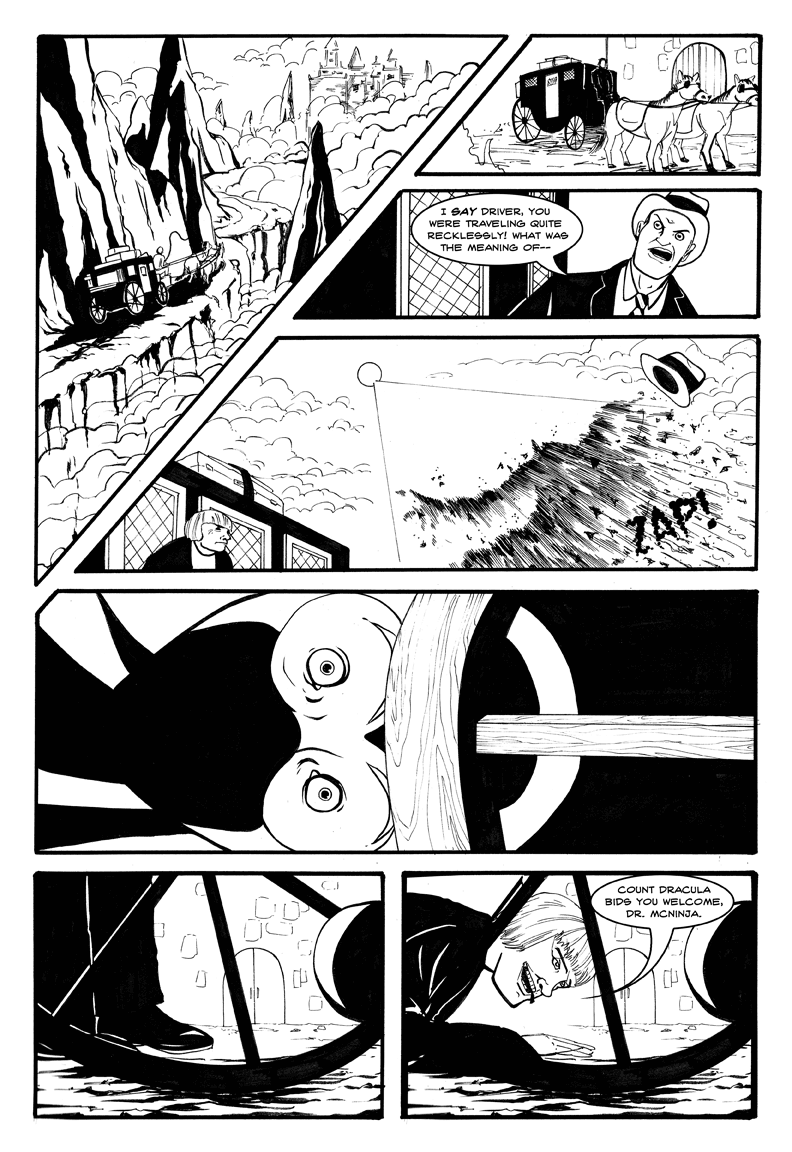 I SAY DRIVER, YOU
WERE TRAVELING QUITE
RECKLESSLY! WHAT WAS
THE MEANING OF--
ZAP!
COUNT DRACULA
BIDS YOU WELCOME,
DR. MCNINJA.